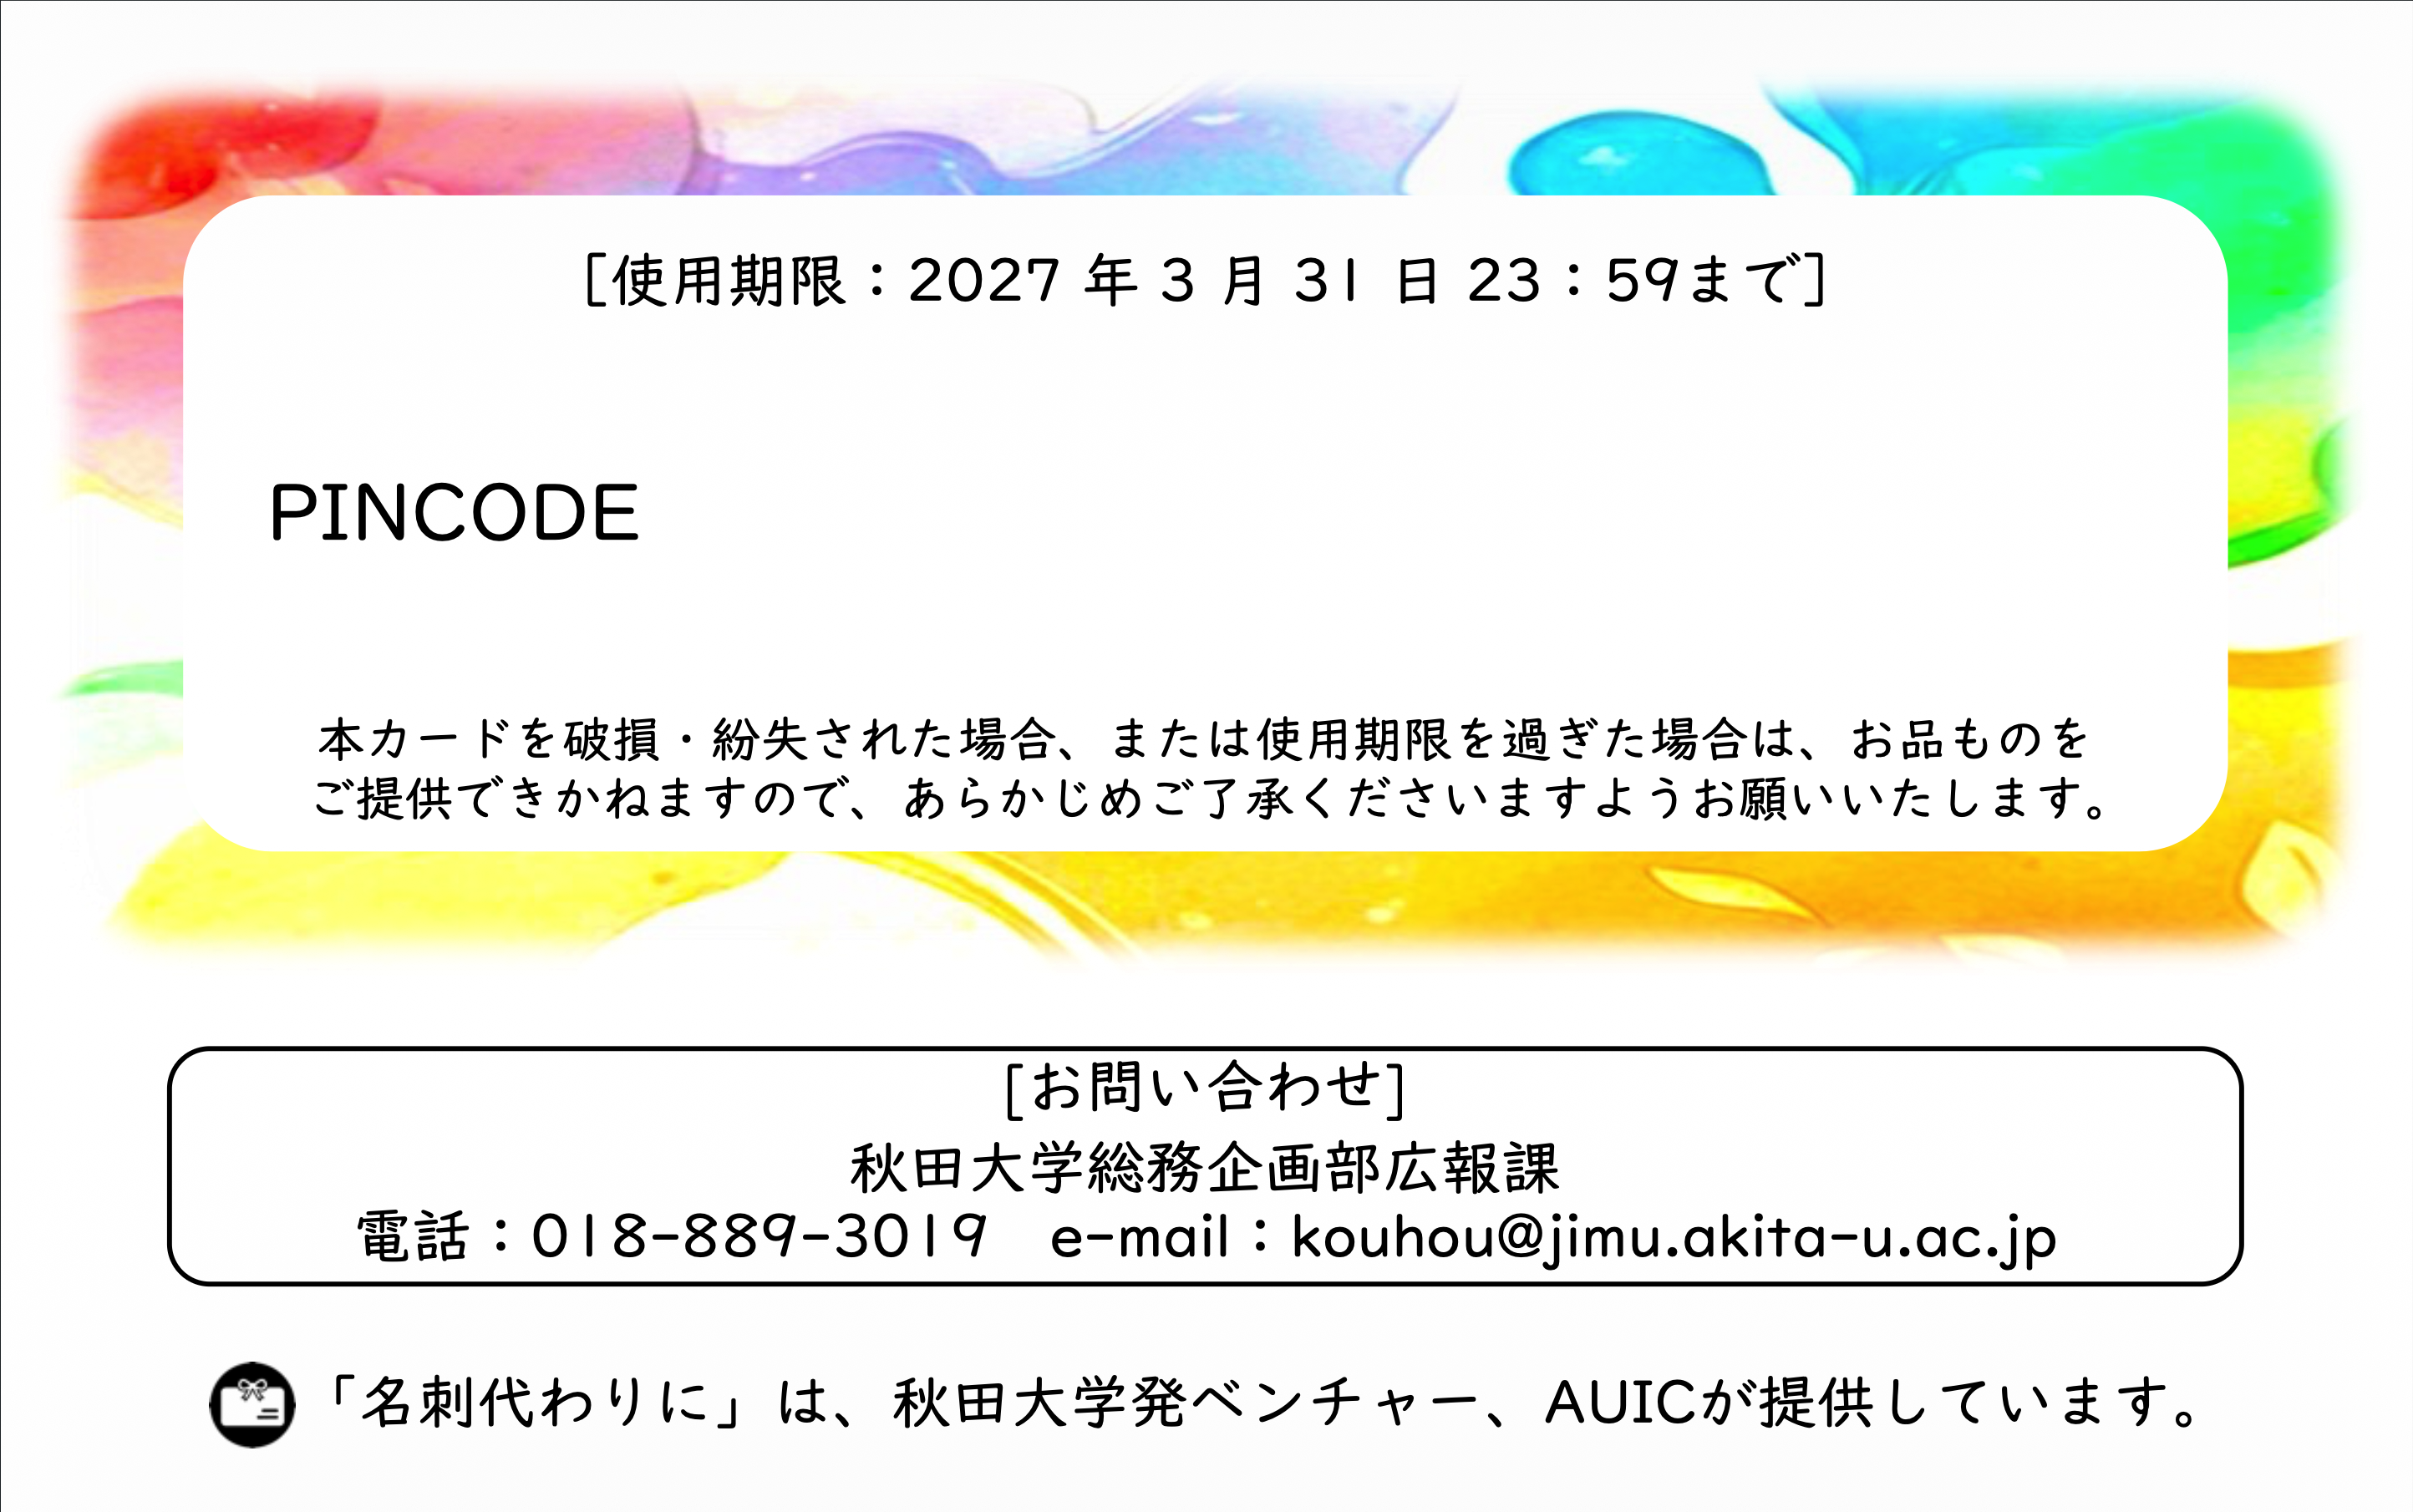 [使用期限：2027 年 3 月 31 日 23：59まで]
PINCODE
本カードを破損・紛失された場合、または使用期限を過ぎた場合は、お品ものを
ご提供できかねますので、あらかじめご了承くださいますようお願いいたします。
[お問い合わせ]
秋田大学総務企画部広報課
電話：018-889-3019　e-mail：kouhou@jimu.akita-u.ac.jp
「名刺代わりに」は、秋田大学発ベンチャー、AUICが提供しています。